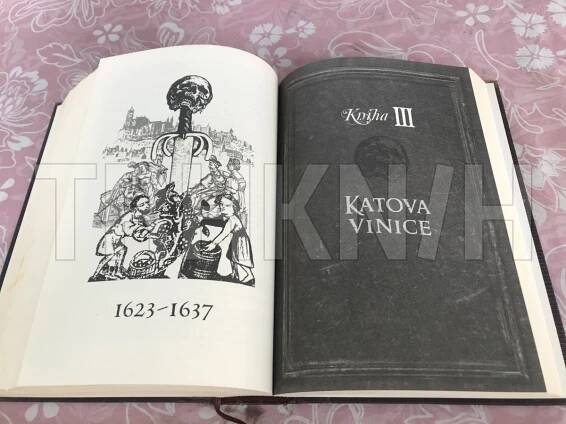 1623-1637
Kniha III
KATOVA
VINICE